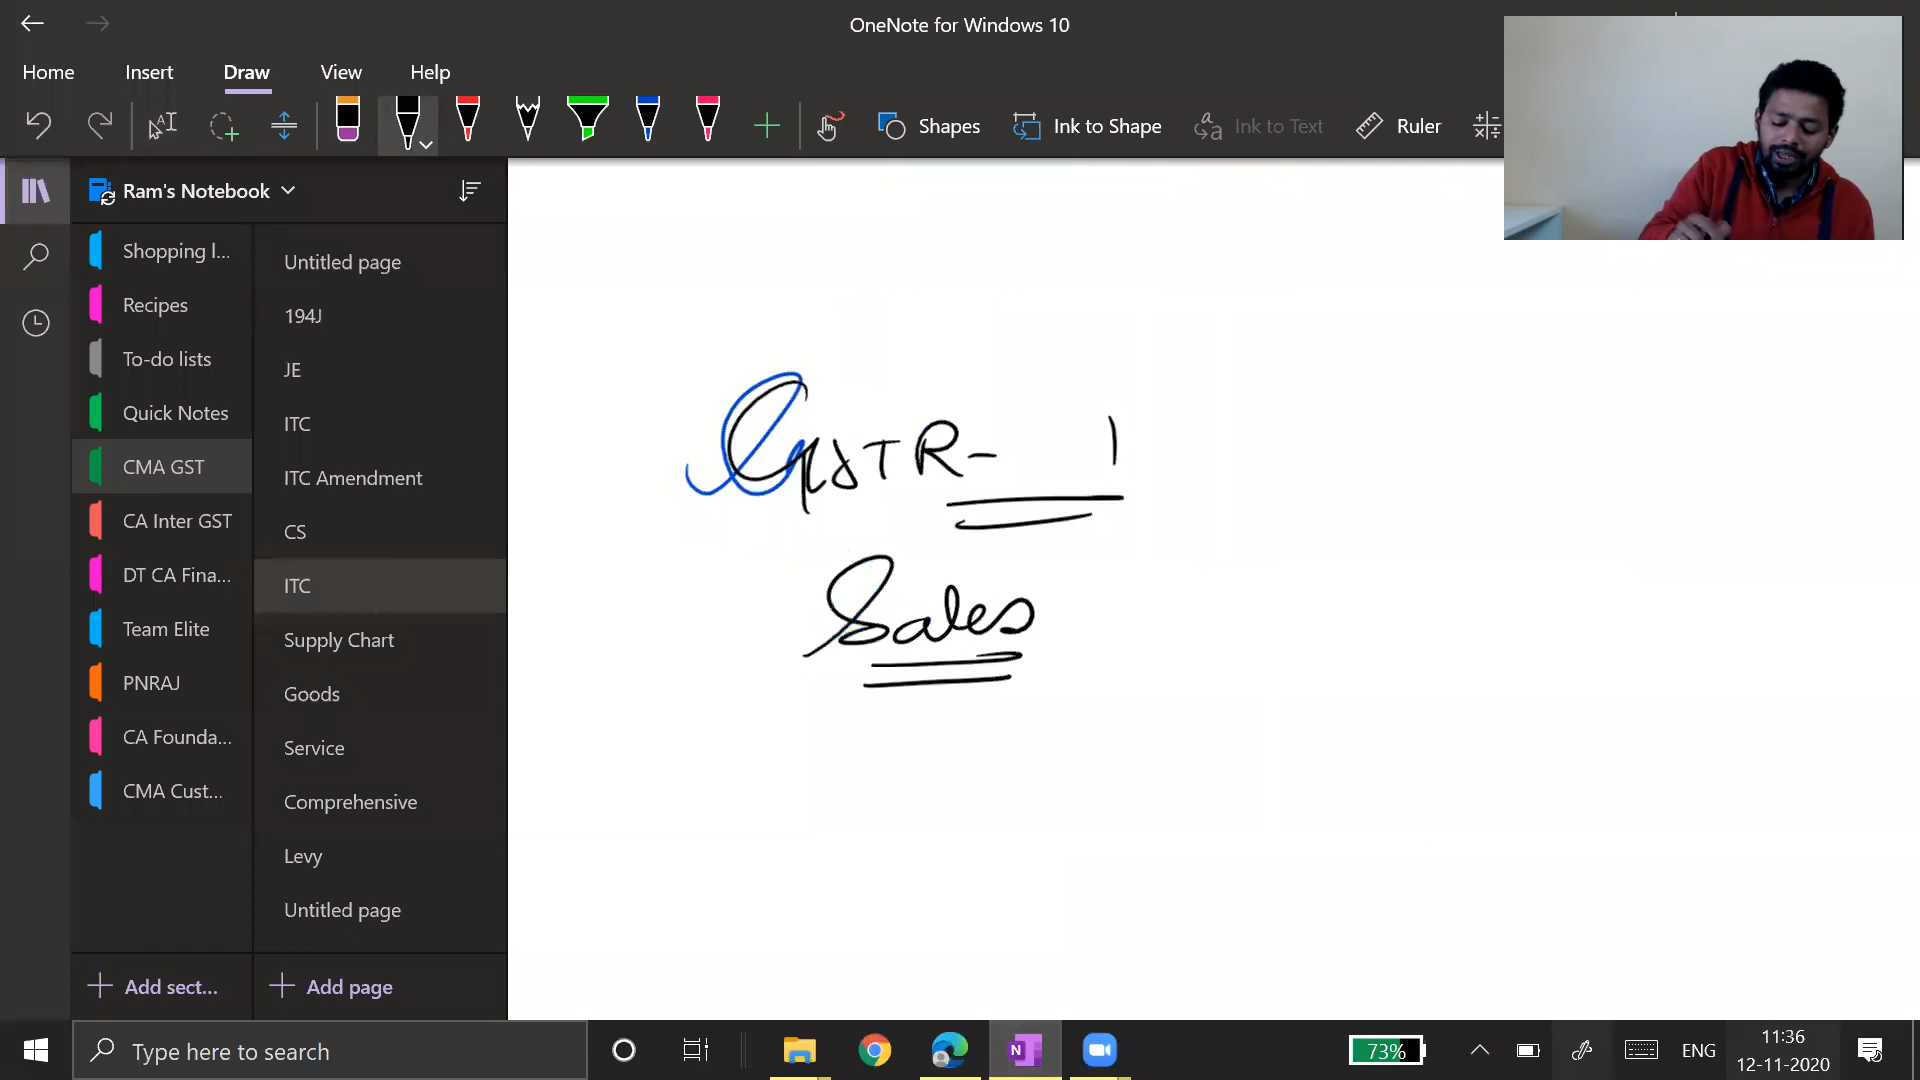 OneNote for Windows 10
Home Insert Draw View Help
Shapes Ink to Shape Ink to Text Ruler
Ram's Notebook
Shopping l...
Recipes
To-do lists
Quick Notes
CMA GST
CA Inter GST
DT CA Fina...
Team Elite
PNRAJ
CA Founda...
CMA Cust...
Add sect...
Untitled page
194J
JE
ITC
ITC Amendment
CS
ITC
Supply Chart
Goods
Service
Comprehensive
Levy
Untitled page
Add page
GSTR- 1
Sales
Type here to search
73%
ENG
11:36
12-11-2020